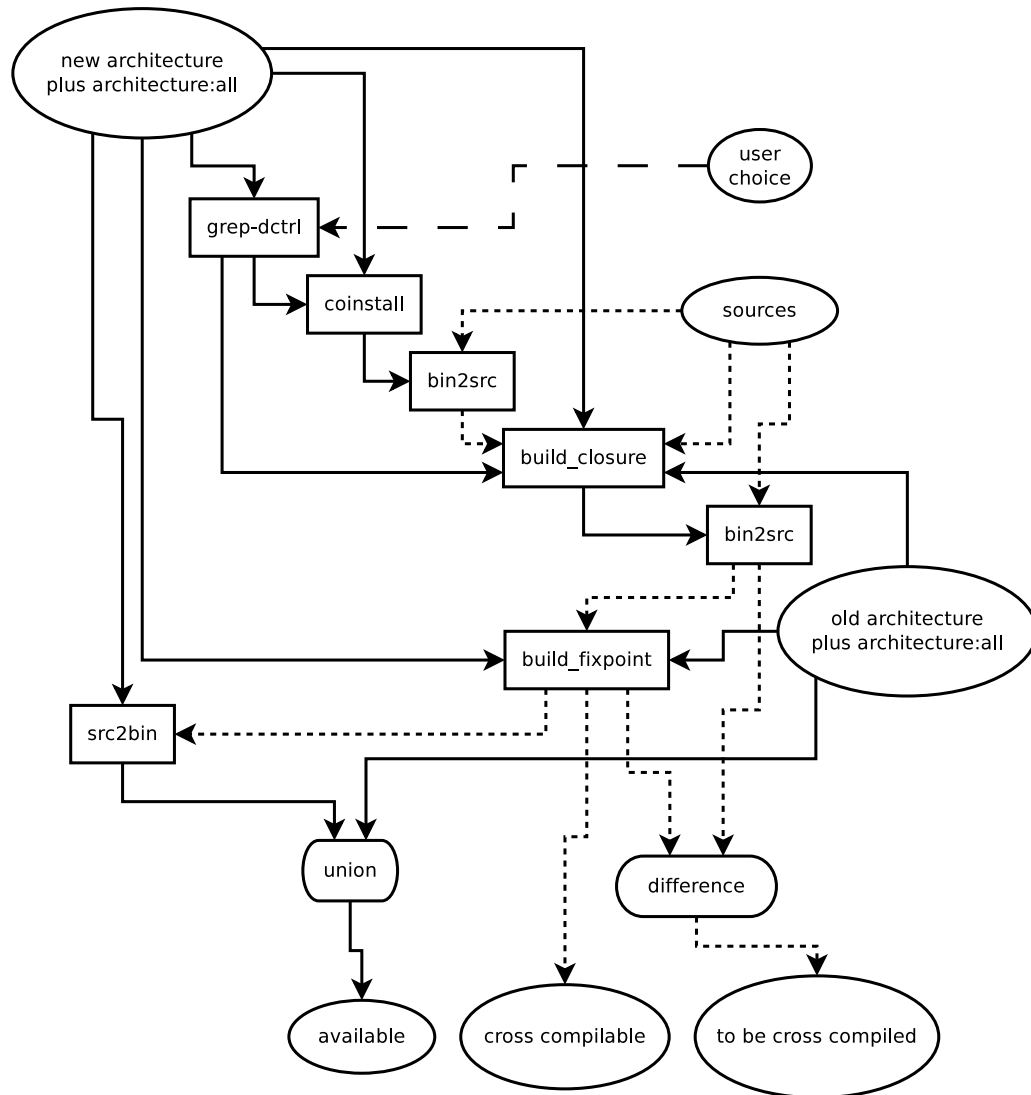 new architecture
plus architecture:all
user
choice
grep-dctrl
coinstall
sources
bin2src
build_closure
bin2src
old architecture
plus architecture:all
build_fixpoint
src2bin
union
difference
available
cross compilable
to be cross compiled